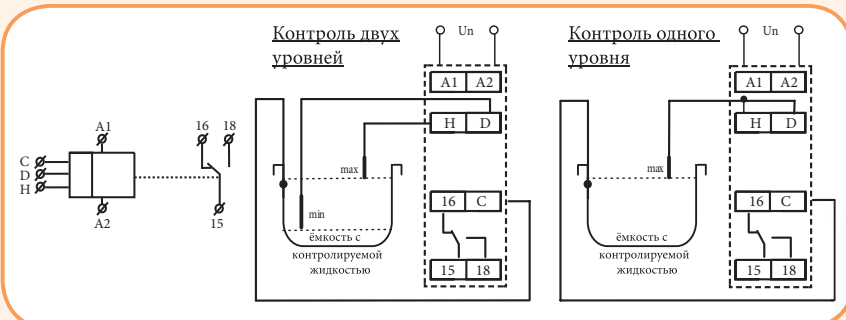 A1
16 18
C
D
H
A2
15
Контроль двух
уровней
Un
A1 A2
H D
max
min
16 C
ёмкость с
контролируемой
жидкостью
15 18
Контроль одного
уровня
Un
A1 A2
H D
max
16 C
ёмкость с
контролируемой
жидкостью
15 18